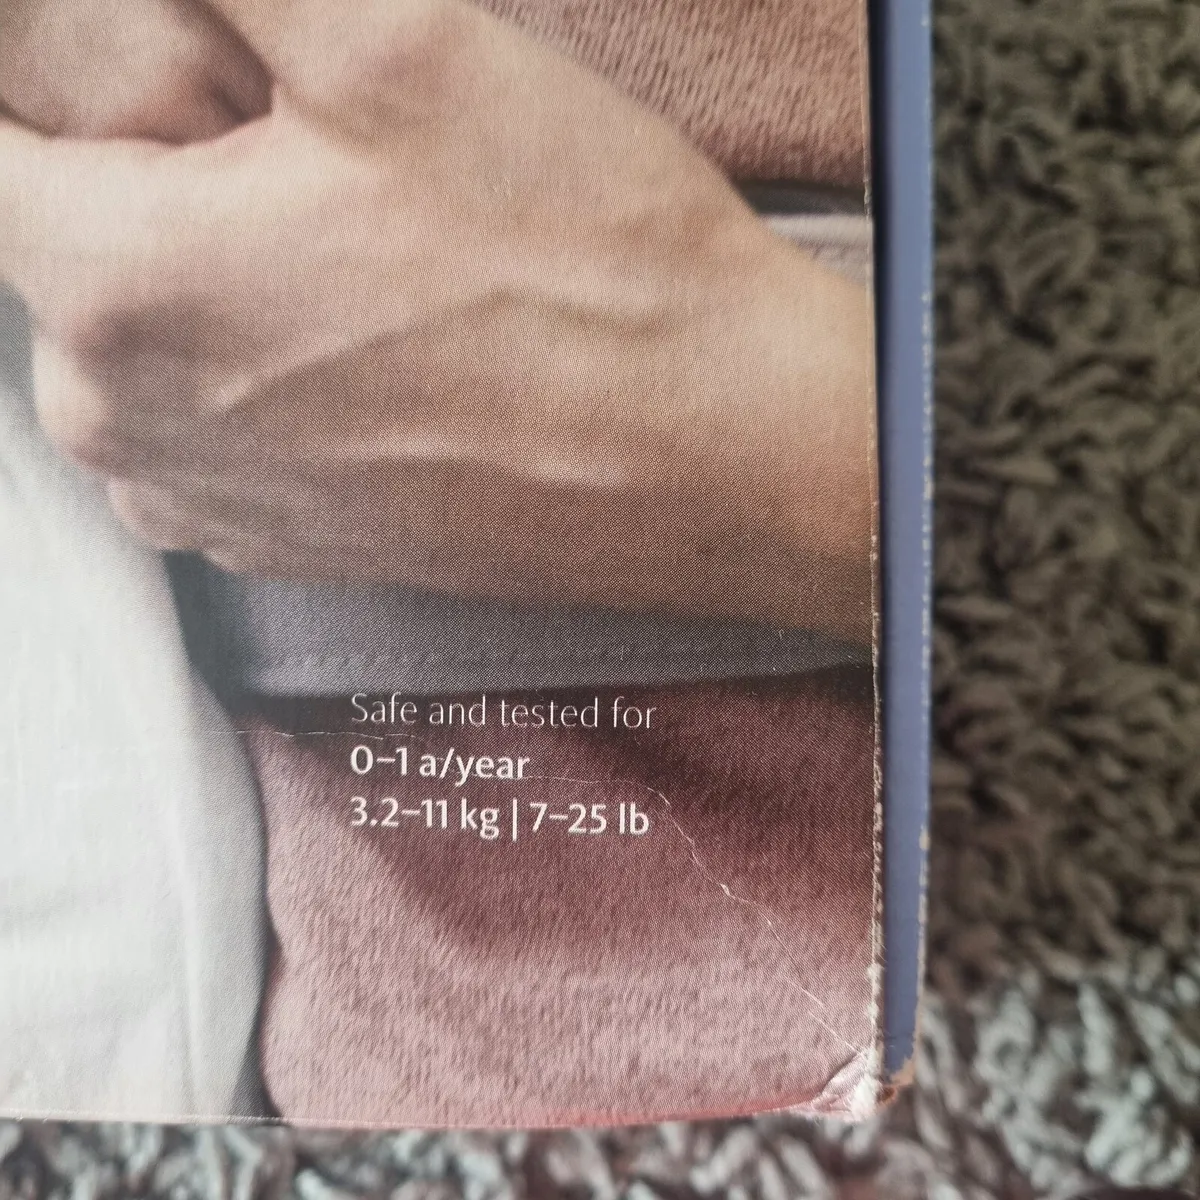 Safe and tested for
0–1 a/year
3.2–11 kg | 7–25 lb